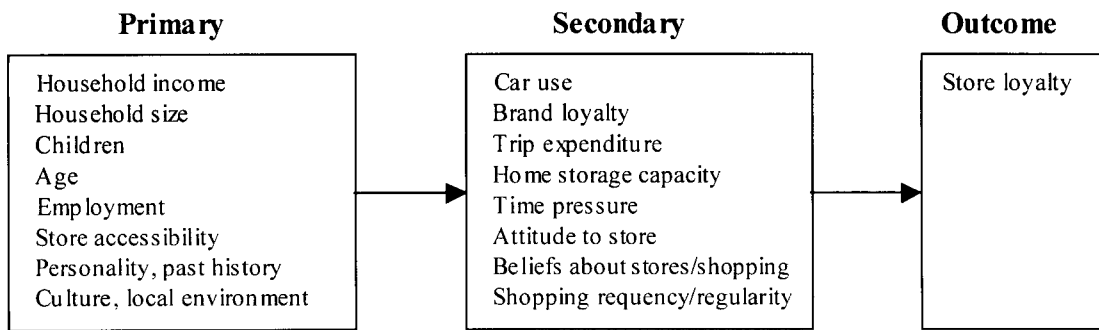 Primary
Household income
Household size
Children
Age
Employment
Store accessibility
Personality, past history
Culture, local environment
Secondary
Car use
Brand loyalty
Trip expenditure
Home storage capacity
Time pressure
Attitude to store
Beliefs about stores/shopping
Shopping requency/regularity
Outcome
Store loyalty